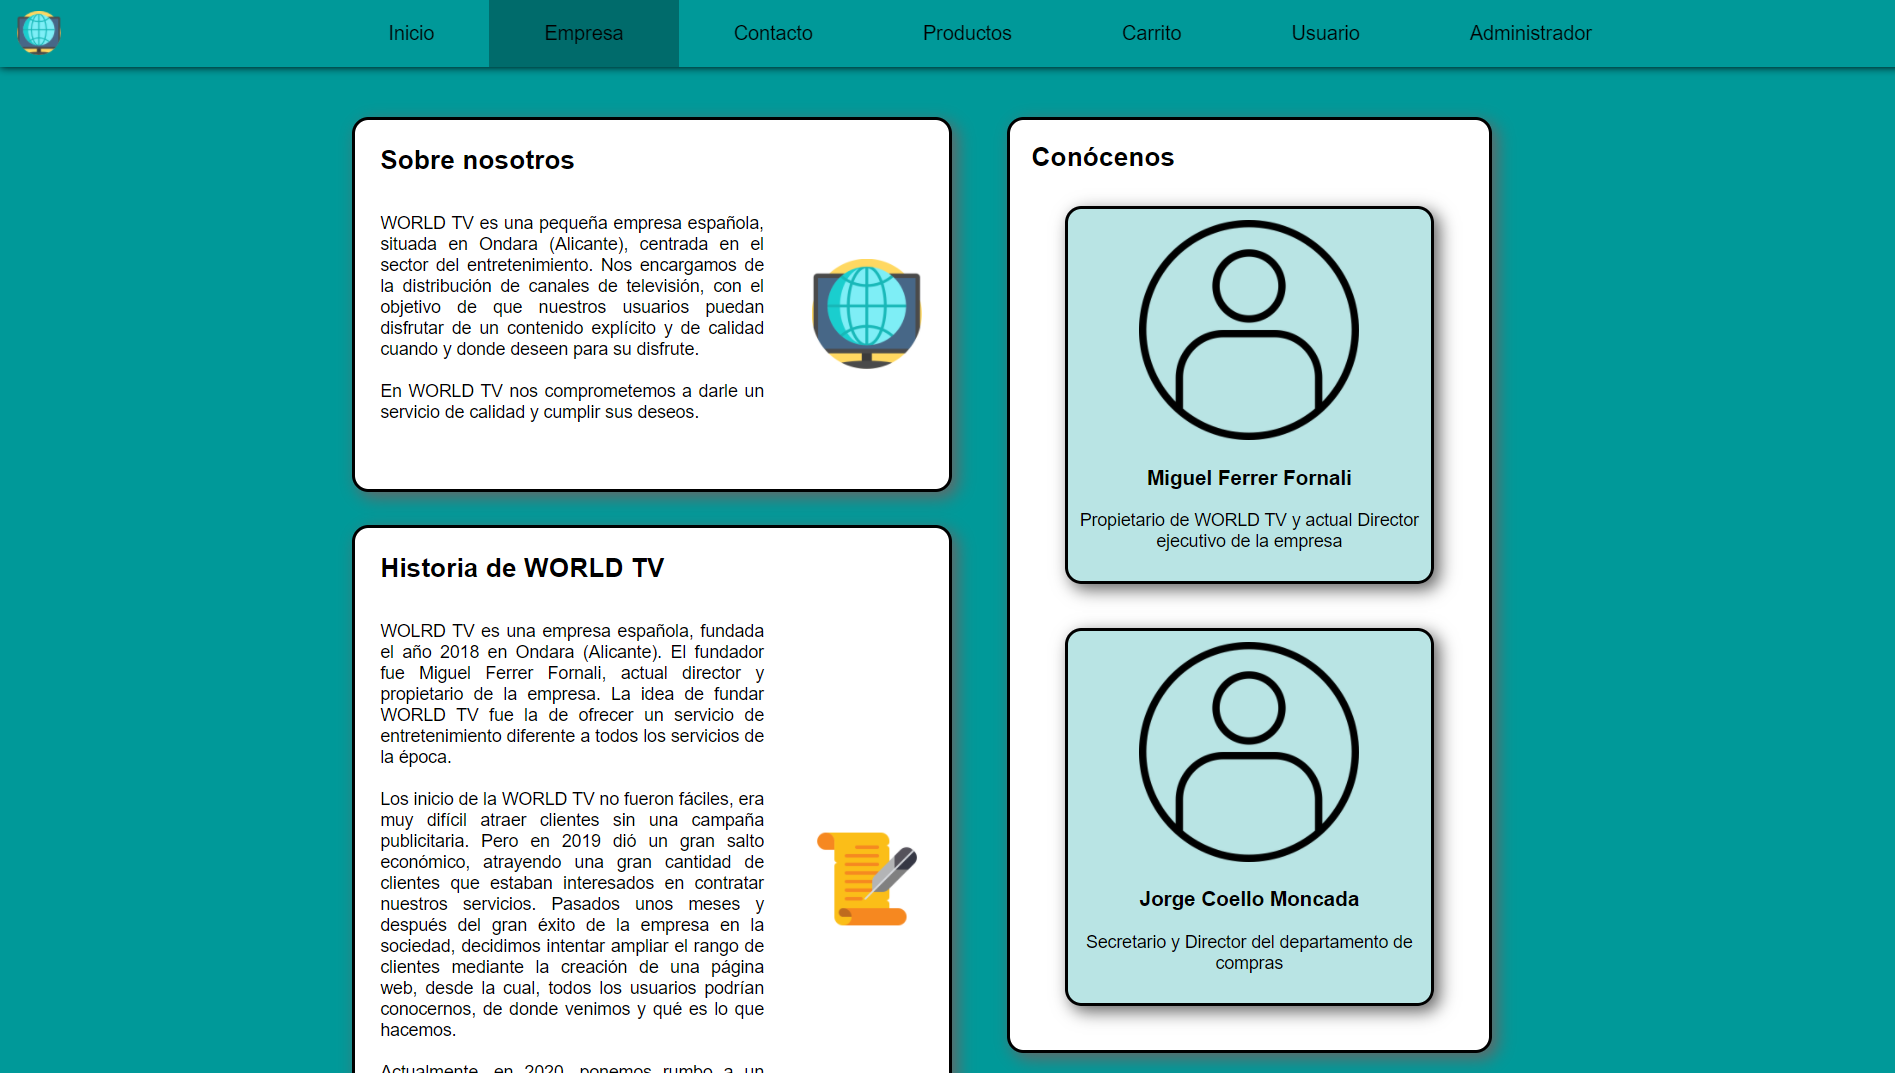 Inicio
Empresa
Contacto
Productos
Carrito
Usuario
Administrador
Sobre nosotros
WORLD TV es una pequeña empresa española,
situada en Ondara (Alicante), centrada en el
sector del entretenimiento. Nos encargamos de
la distribución de canales de televisión, con el
objetivo de que nuestros usuarios puedan
disfrutar de un contenido explícito y de calidad
cuando y donde deseen para su disfrute.
En WORLD TV nos comprometemos a darle un
servicio de calidad y cumplir sus deseos.
Historia de WORLD TV
WOLRD TV es una empresa española, fundada
el año 2018 en Ondara (Alicante). El fundador
fue Miguel Ferrer Fornali, actual director y
propietario de la empresa. La idea de fundar
WORLD TV fue la de ofrecer un servicio de
entretenimiento diferente a todos los servicios de
la época.
Los inicio de la WORLD TV no fueron fáciles, era
muy difícil atraer clientes sin una campaña
publicitaria. Pero en 2019 dió un gran salto
económico, atrayendo una gran cantidad de
clientes que estaban interesados en contratar
nuestros servicios. Pasados unos meses y
después del gran éxito de la empresa en la
sociedad, decidimos intentar ampliar el rango de
clientes mediante la creación de una página
web, desde la cual, todos los usuarios podrían
conocernos, de donde venimos y qué es lo que
hacemos.
Actualmente, en 2020, ponemos rumbo a un
Conócenos
Miguel Ferrer Fornali
Propietario de WORLD TV y actual Director
ejecutivo de la empresa
Jorge Coello Moncada
Secretario y Director del departamento de
compras